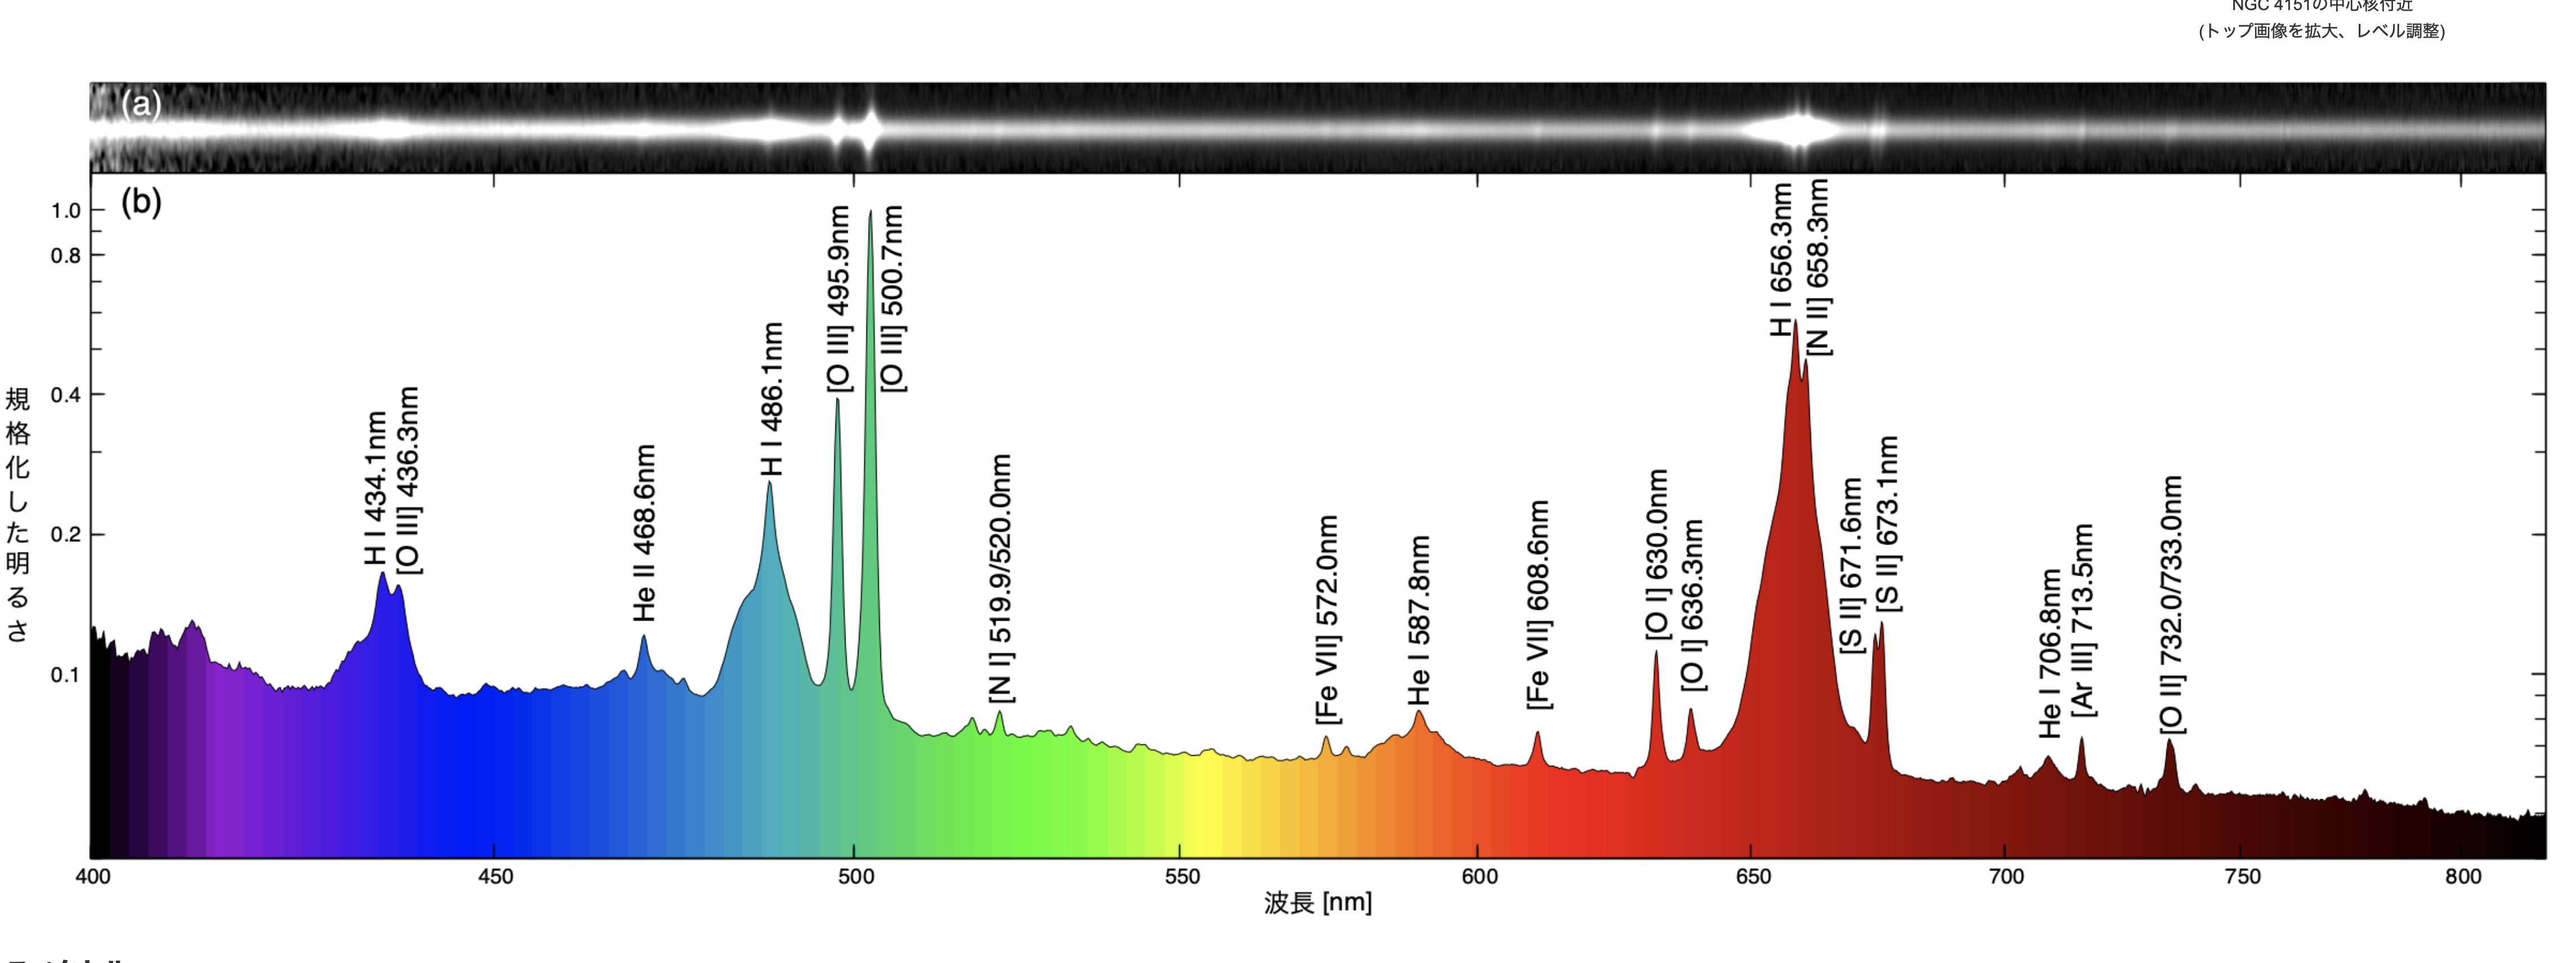 NGC 4151の中心核付近
(トップ画像を拡大、レベル調整)
(a)
(b)
規格化した明るさ
1.0
0.8
0.4
0.2
0.1
H I 434.1nm
[O III] 436.3nm
He II 468.6nm
H I 486.1nm
[O III] 495.9nm
[O III] 500.7nm
[N I] 519.9/520.0nm
[Fe VII] 572.0nm
He I 587.8nm
[Fe VII] 608.6nm
[O I] 630.0nm
[O I] 636.3nm
H I 656.3nm
[N II] 658.3nm
[S II] 671.6nm
[S II] 673.1nm
He I 706.8nm
[Ar III] 713.5nm
[O II] 732.0/733.0nm
400
450
500
550
600
650
700
750
800
波長 [nm]